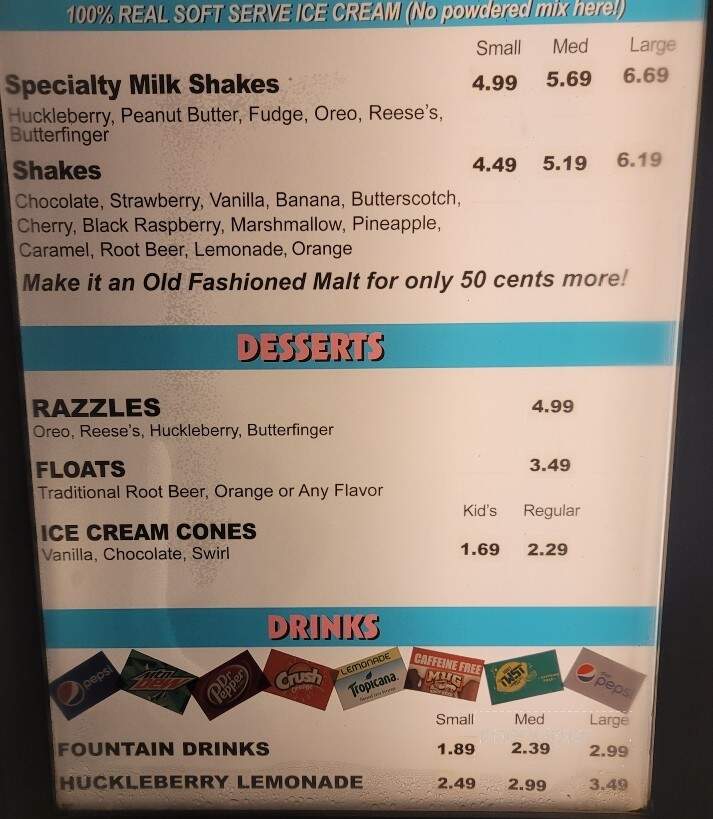 100% REAL SOFT SERVE ICE CREAM (No powdered mix here!)
Small Med Large
Specialty Milk Shakes 4.99 5.69 6.69
Huckleberry, Peanut Butter, Fudge, Oreo, Reese's,
Butterfinger
Shakes 4.49 5.19 6.19
Chocolate, Strawberry, Vanilla, Banana, Butterscotch,
Cherry, Black Raspberry, Marshmallow, Pineapple,
Caramel, Root Beer, Lemonade, Orange
Make it an Old Fashioned Malt for only 50 cents more!
DESSERTS
RAZZLES 4.99
Oreo, Reese's, Huckleberry, Butterfinger
FLOATS 3.49
Traditional Root Beer, Orange or Any Flavor
Kid's Regular
ICE CREAM CONES
Vanilla, Chocolate, Swirl 1.69 2.29
DRINKS
pepsi
Mtn Dew
Dr Pepper
Crush
LEMONADE
Tropicana
CAFFEINE FREE
MUG
TWST
pepsi
Small Med Large
FOUNTAIN DRINKS 1.89 2.39 2.99
HUCKLEBERRY LEMONADE 2.49 2.99 3.49